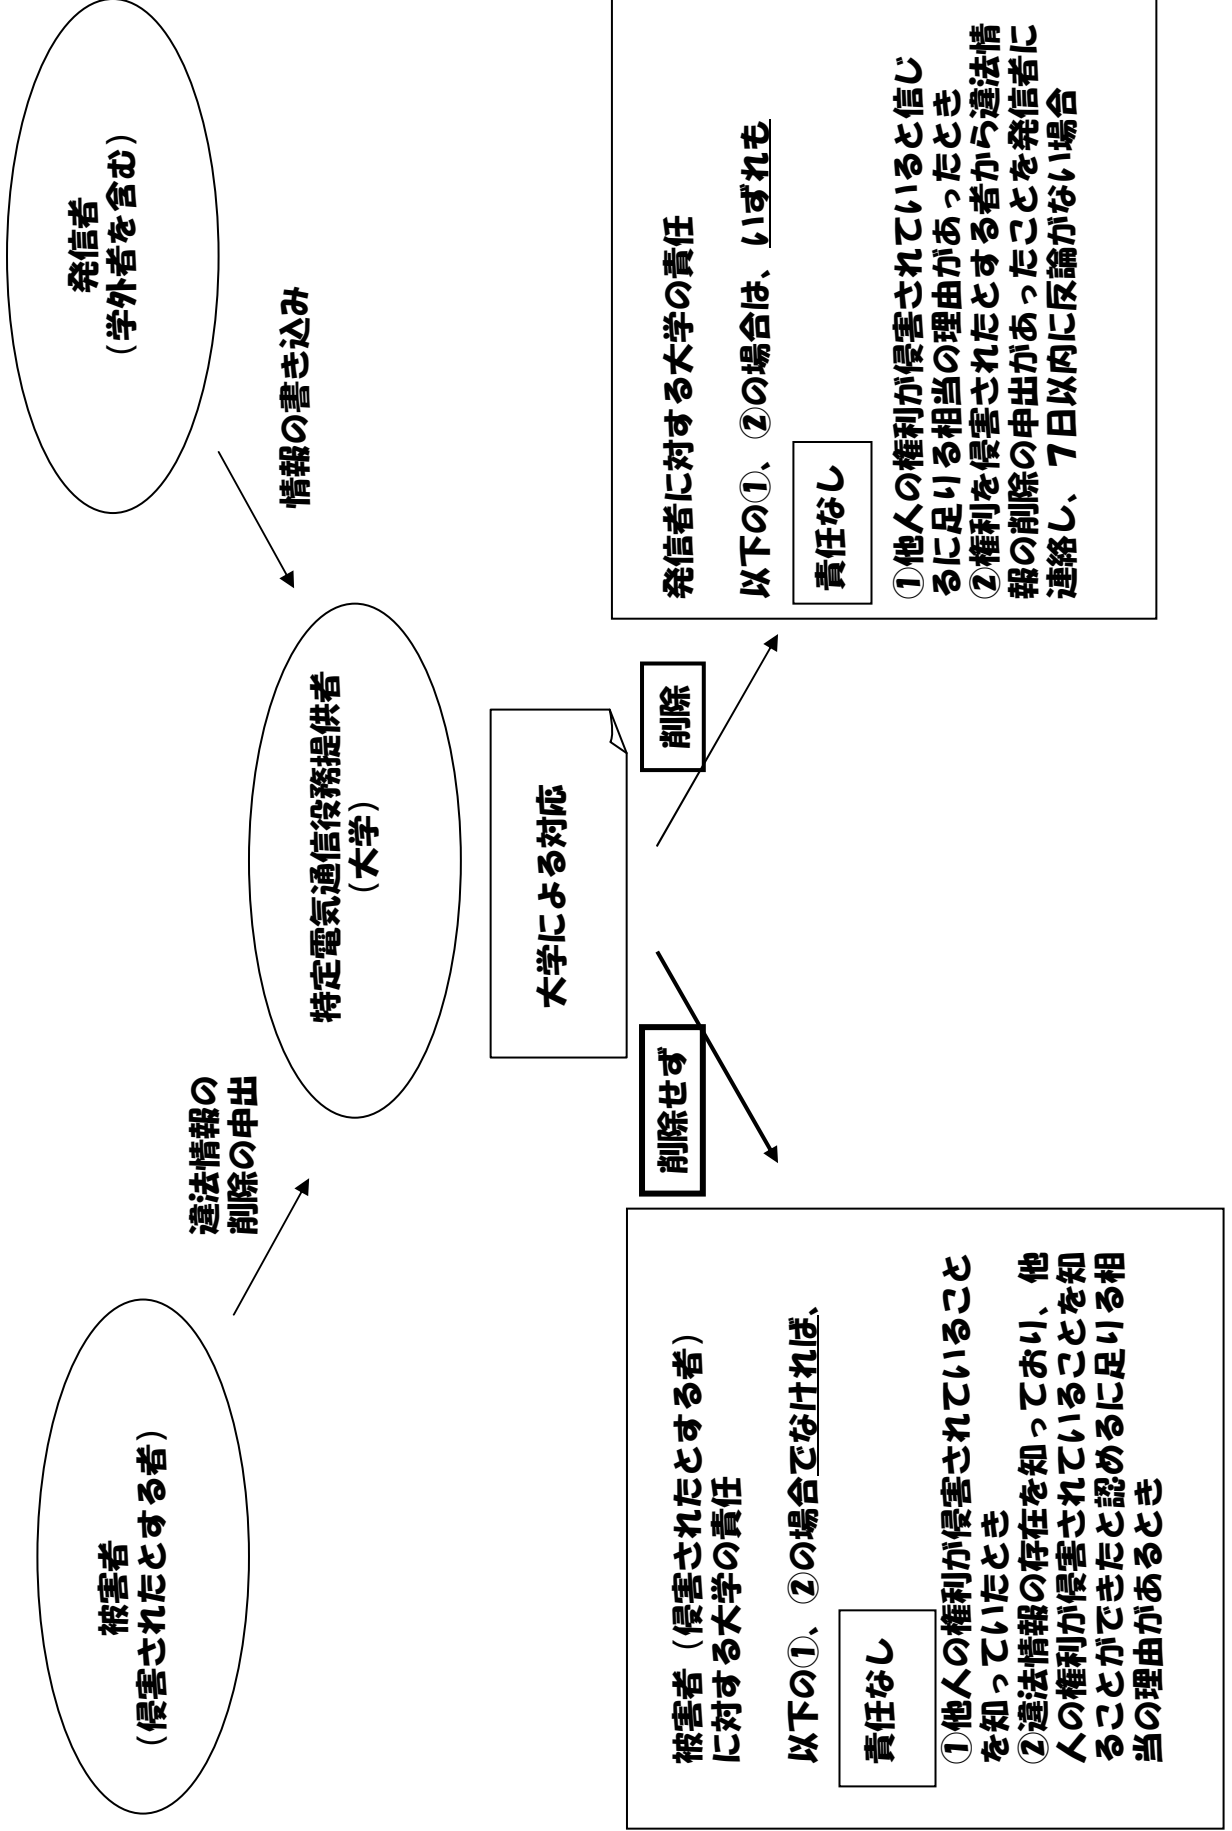 被害者
（侵害されたとする者）
違法情報の
削除の申出
特定電気通信役務提供者
（大学）
発信者
（学外者を含む）
情報の書き込み
大学による対応
削除せず
削除
被害者（侵害されたとする者）
に対する大学の責任
以下の①、②の場合でなければ、
責任なし
①他人の権利が侵害されていること
を知っていたとき
②違法情報の存在を知っており、他
人の権利が侵害されていることを知
ることができたと認めるに足りる相
当の理由があるとき
発信者に対する大学の責任
以下の①、②の場合は、いずれも
責任なし
①他人の権利が侵害されていると信じ
るに足りる相当の理由があったとき
②権利を侵害されたとする者から違法情
報の削除の申出があったことを発信者に
連絡し、７日以内に反論がない場合